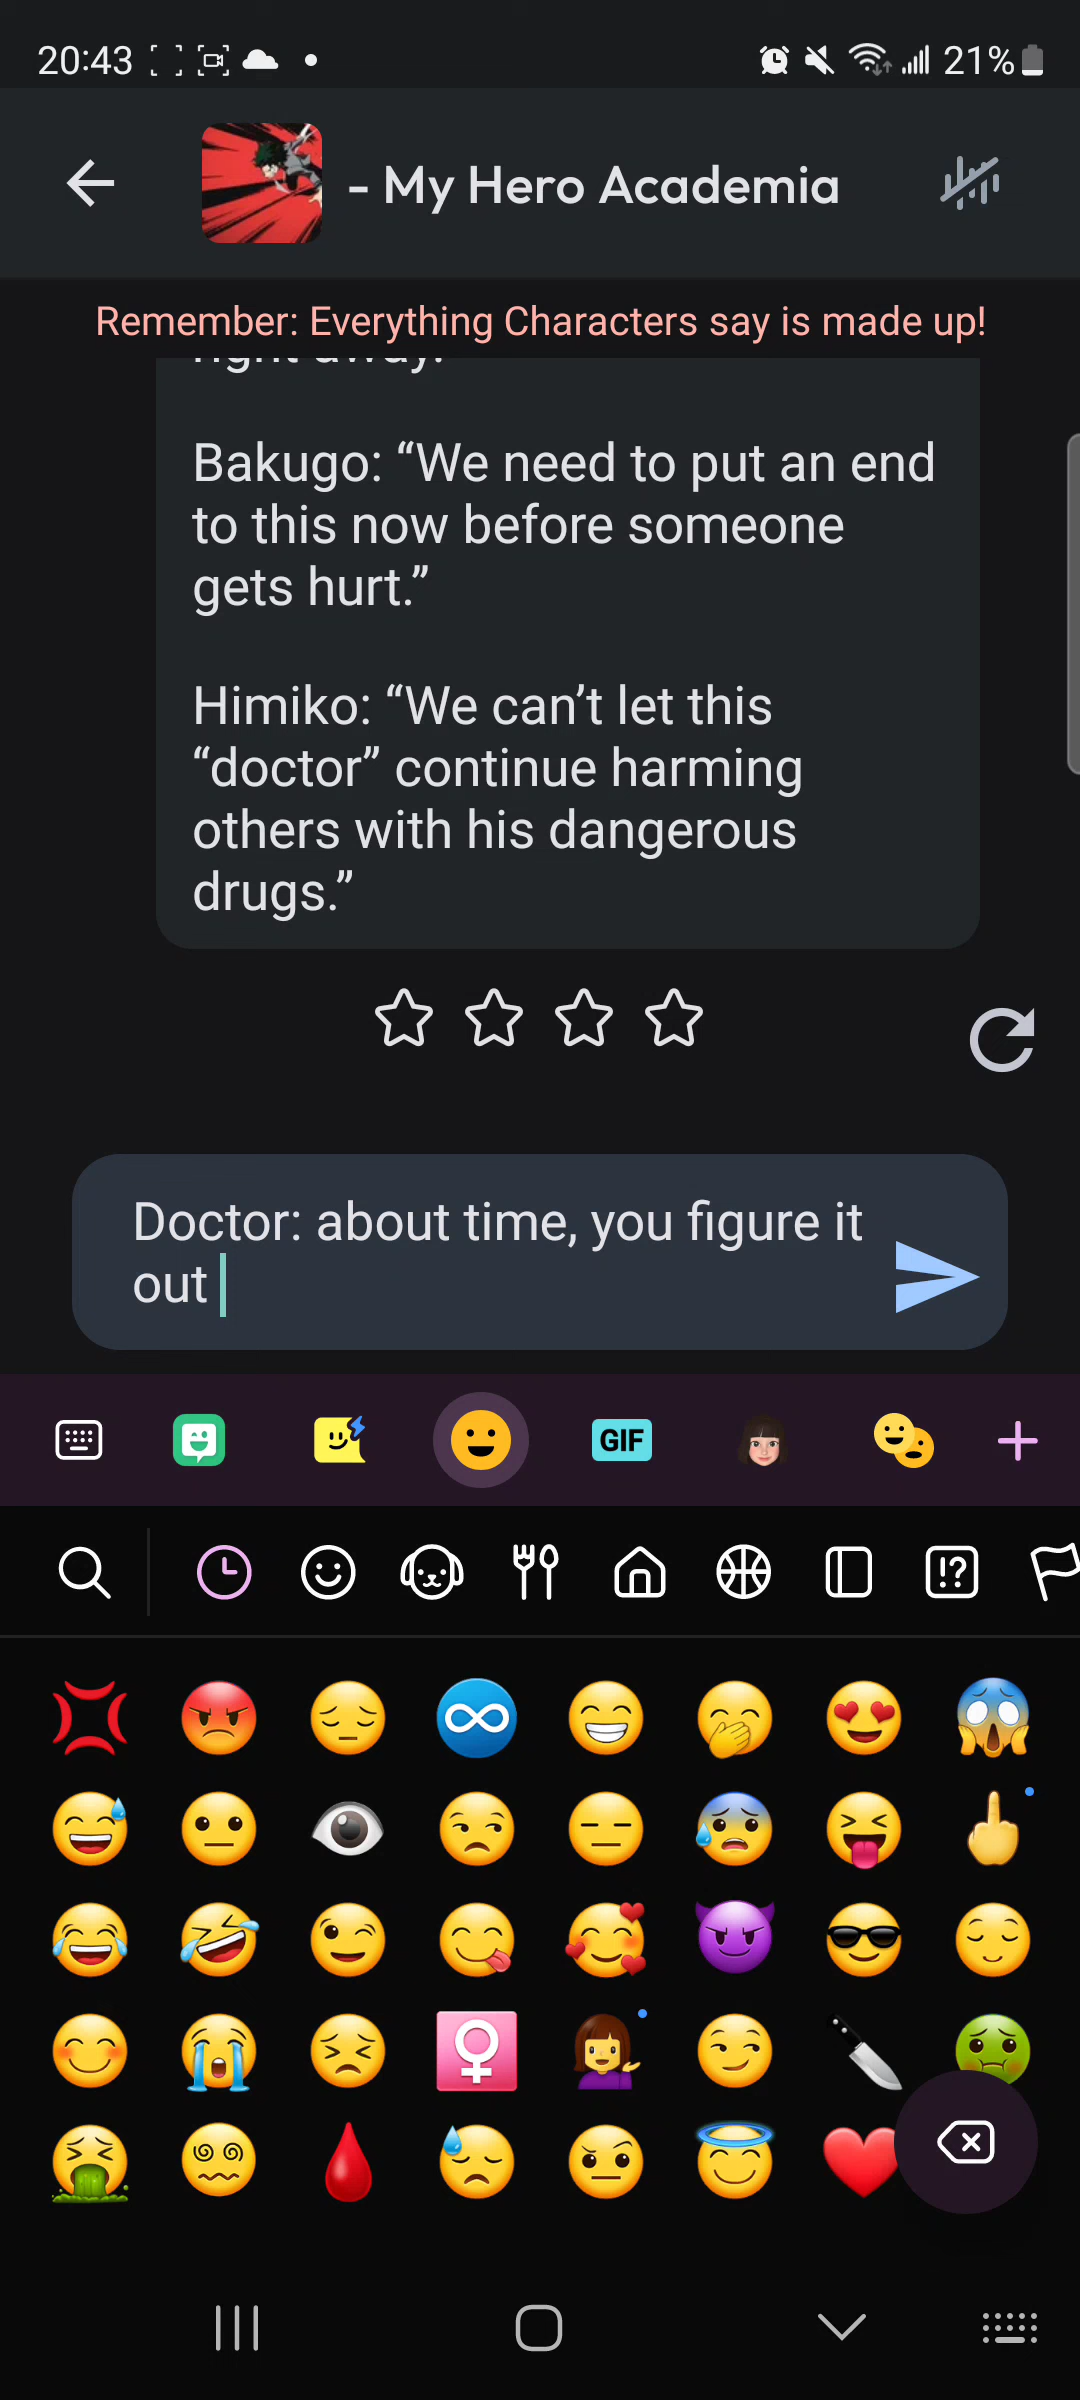 20:43
21%
- My Hero Academia
Remember: Everything Characters say is made up!
right away.
Bakugo: “We need to put an end
to this now before someone
gets hurt.”
Himiko: “We can’t let this
“doctor” continue harming
others with his dangerous
drugs.”
Doctor: about time, you figure it
out
GIF
!?